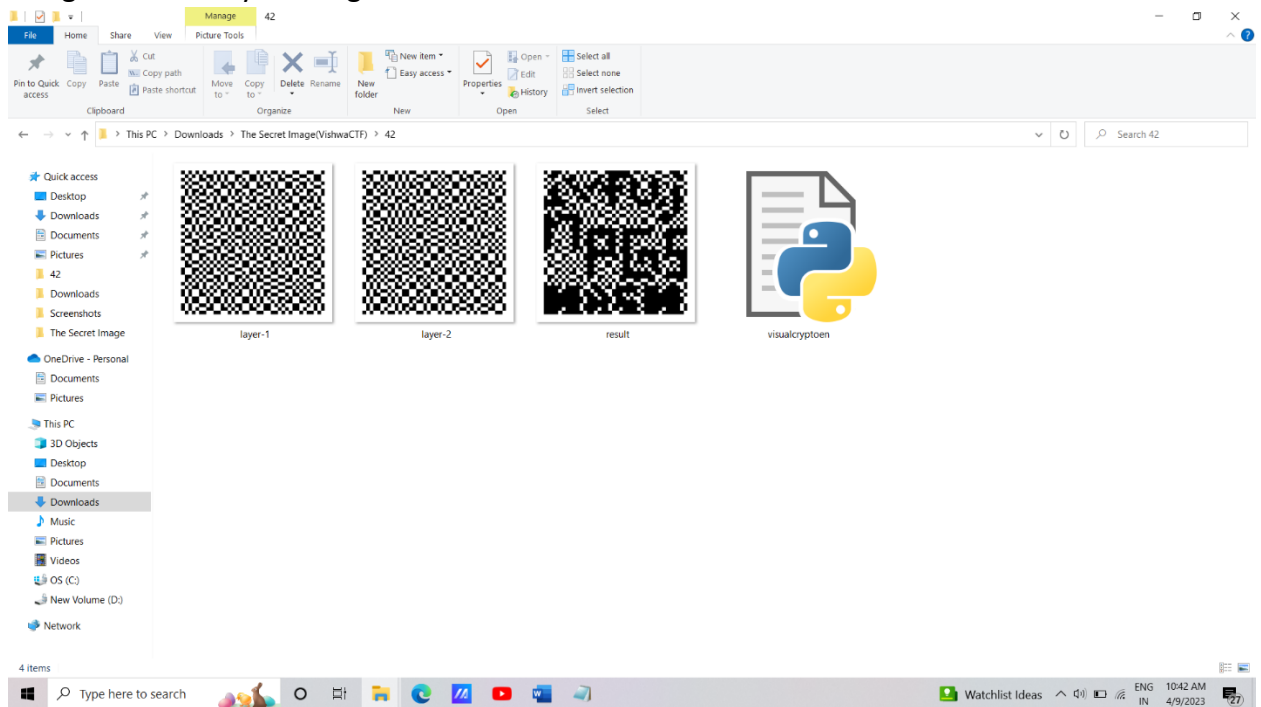 Manage 42
File Home Share View Picture Tools
Pin to Quick access
Copy
Paste
Cut
Copy path
Paste shortcut
Clipboard
Move to
Copy to
Delete
Rename
Organize
New folder
New item
Easy access
New
Properties
Open
Edit
History
Open
Select all
Select none
Invert selection
Select
This PC > Downloads > The Secret Image(VishwaCTF) > 42
Search 42
Quick access
Desktop
Downloads
Documents
Pictures
42
Downloads
Screenshots
The Secret Image
OneDrive - Personal
Documents
Pictures
This PC
3D Objects
Desktop
Documents
Downloads
Music
Pictures
Videos
OS (C:)
New Volume (D:)
Network
layer-1
layer-2
result
visualcryptoen
4 items
Type here to search
Watchlist Ideas
ENG
IN
10:42 AM
4/9/2023
27